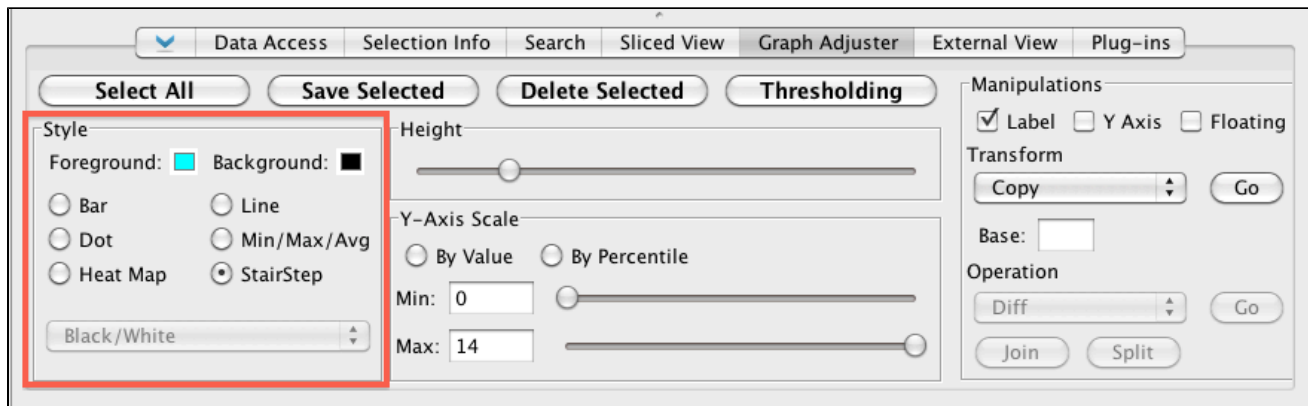 Data Access Selection Info Search Sliced View Graph Adjuster External View Plug-ins
Select All Save Selected Delete Selected Thresholding
Style
Foreground: Background:
Bar Line
Dot Min/Max/Avg
Heat Map StairStep
Black/White
Height
Y-Axis Scale
By Value By Percentile
Min: 0
Max: 14
Manipulations
Label Y Axis Floating
Transform
Copy Go
Base:
Operation
Diff Go
Join Split